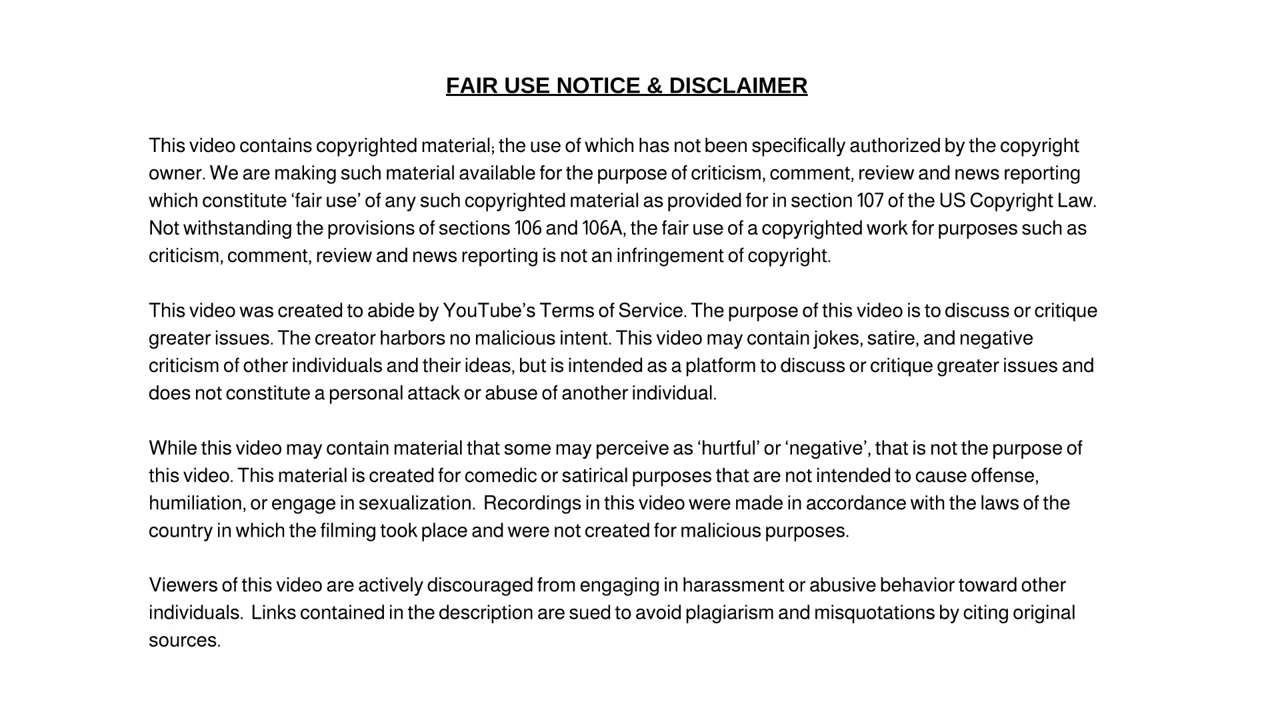 FAIR USE NOTICE & DISCLAIMER
This video contains copyrighted material; the use of which has not been specifically authorized by the copyright
owner. We are making such material available for the purpose of criticism, comment, review and news reporting
which constitute ‘fair use’ of any such copyrighted material as provided for in section 107 of the US Copyright Law.
Not withstanding the provisions of sections 106 and 106A, the fair use of a copyrighted work for purposes such as
criticism, comment, review and news reporting is not an infringement of copyright.
This video was created to abide by YouTube’s Terms of Service. The purpose of this video is to discuss or critique
greater issues. The creator harbors no malicious intent. This video may contain jokes, satire, and negative
criticism of other individuals and their ideas, but is intended as a platform to discuss or critique greater issues and
does not constitute a personal attack or abuse of another individual.
While this video may contain material that some may perceive as ‘hurtful’ or ‘negative’, that is not the purpose of
this video. This material is created for comedic or satirical purposes that are not intended to cause offense,
humiliation, or engage in sexualization.  Recordings in this video were made in accordance with the laws of the
country in which the filming took place and were not created for malicious purposes.
Viewers of this video are actively discouraged from engaging in harassment or abusive behavior toward other
individuals.  Links contained in the description are sued to avoid plagiarism and misquotations by citing original
sources.